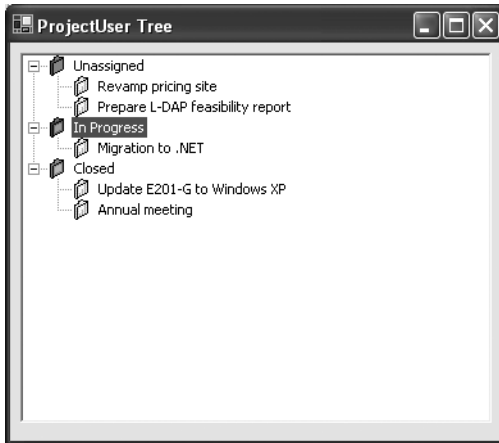 ProjectUser Tree
Unassigned
Revamp pricing site
Prepare L-DAP feasibility report
In Progress
Migration to .NET
Closed
Update E201-G to Windows XP
Annual meeting